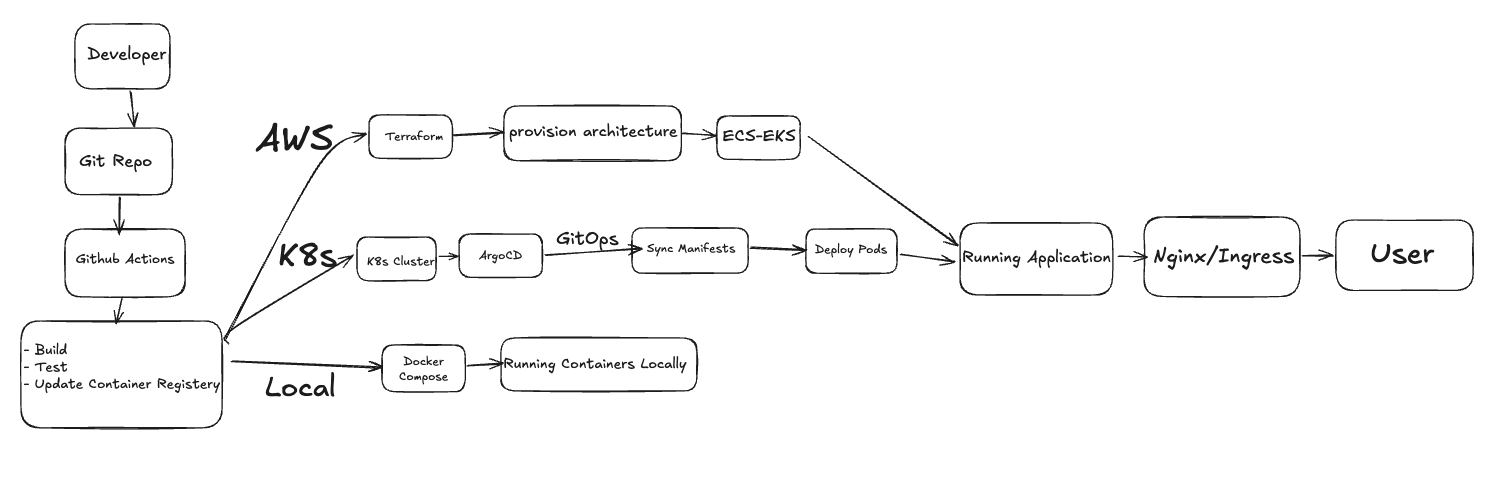 Developer
Git Repo
Github Actions
- Build
- Test
- Update Container Registery
AWS
Terraform
provision architecture
ECS-EKS
K8s
K8s Cluster
ArgoCD
GitOps
Sync Manifests
Deploy Pods
Local
Docker
Compose
Running Containers Locally
Running Application
Nginx/Ingress
User